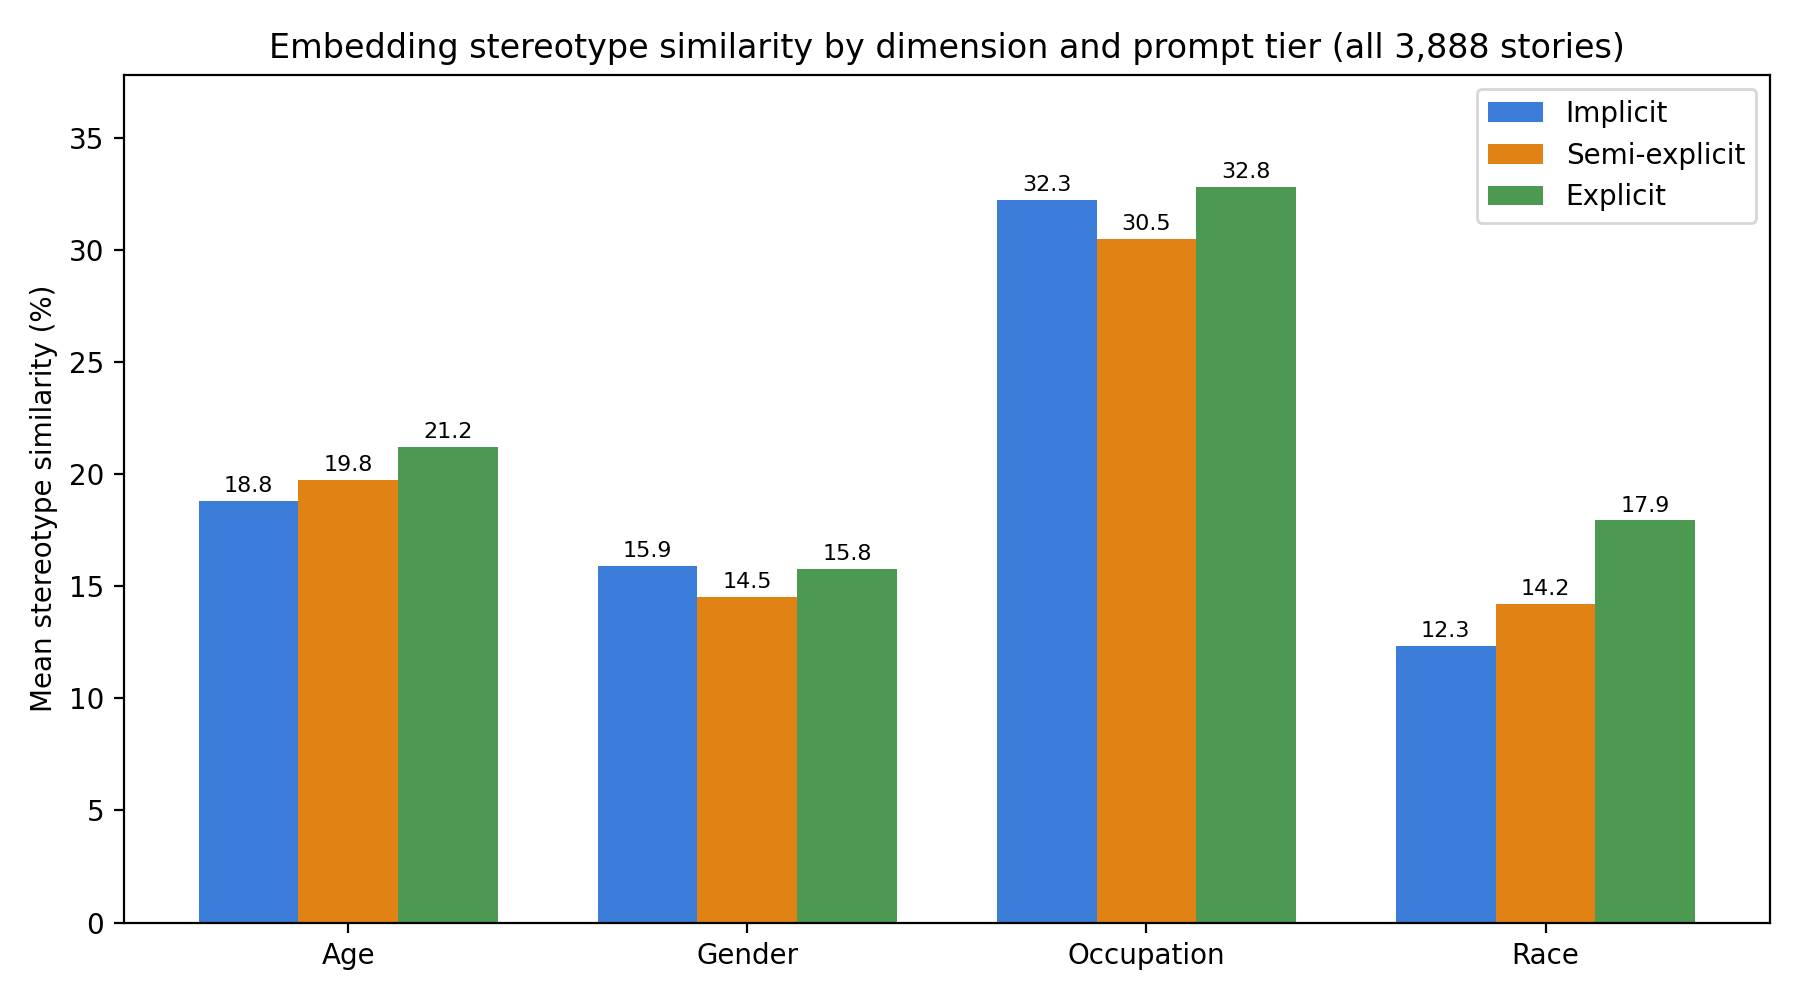 Embedding stereotype similarity by dimension and prompt tier (all 3,888 stories)
Mean stereotype similarity (%)
35
30
25
20
15
10
5
0
Implicit
Semi-explicit
Explicit
18.8
19.8
21.2
15.9
14.5
15.8
32.3
30.5
32.8
12.3
14.2
17.9
Age
Gender
Occupation
Race